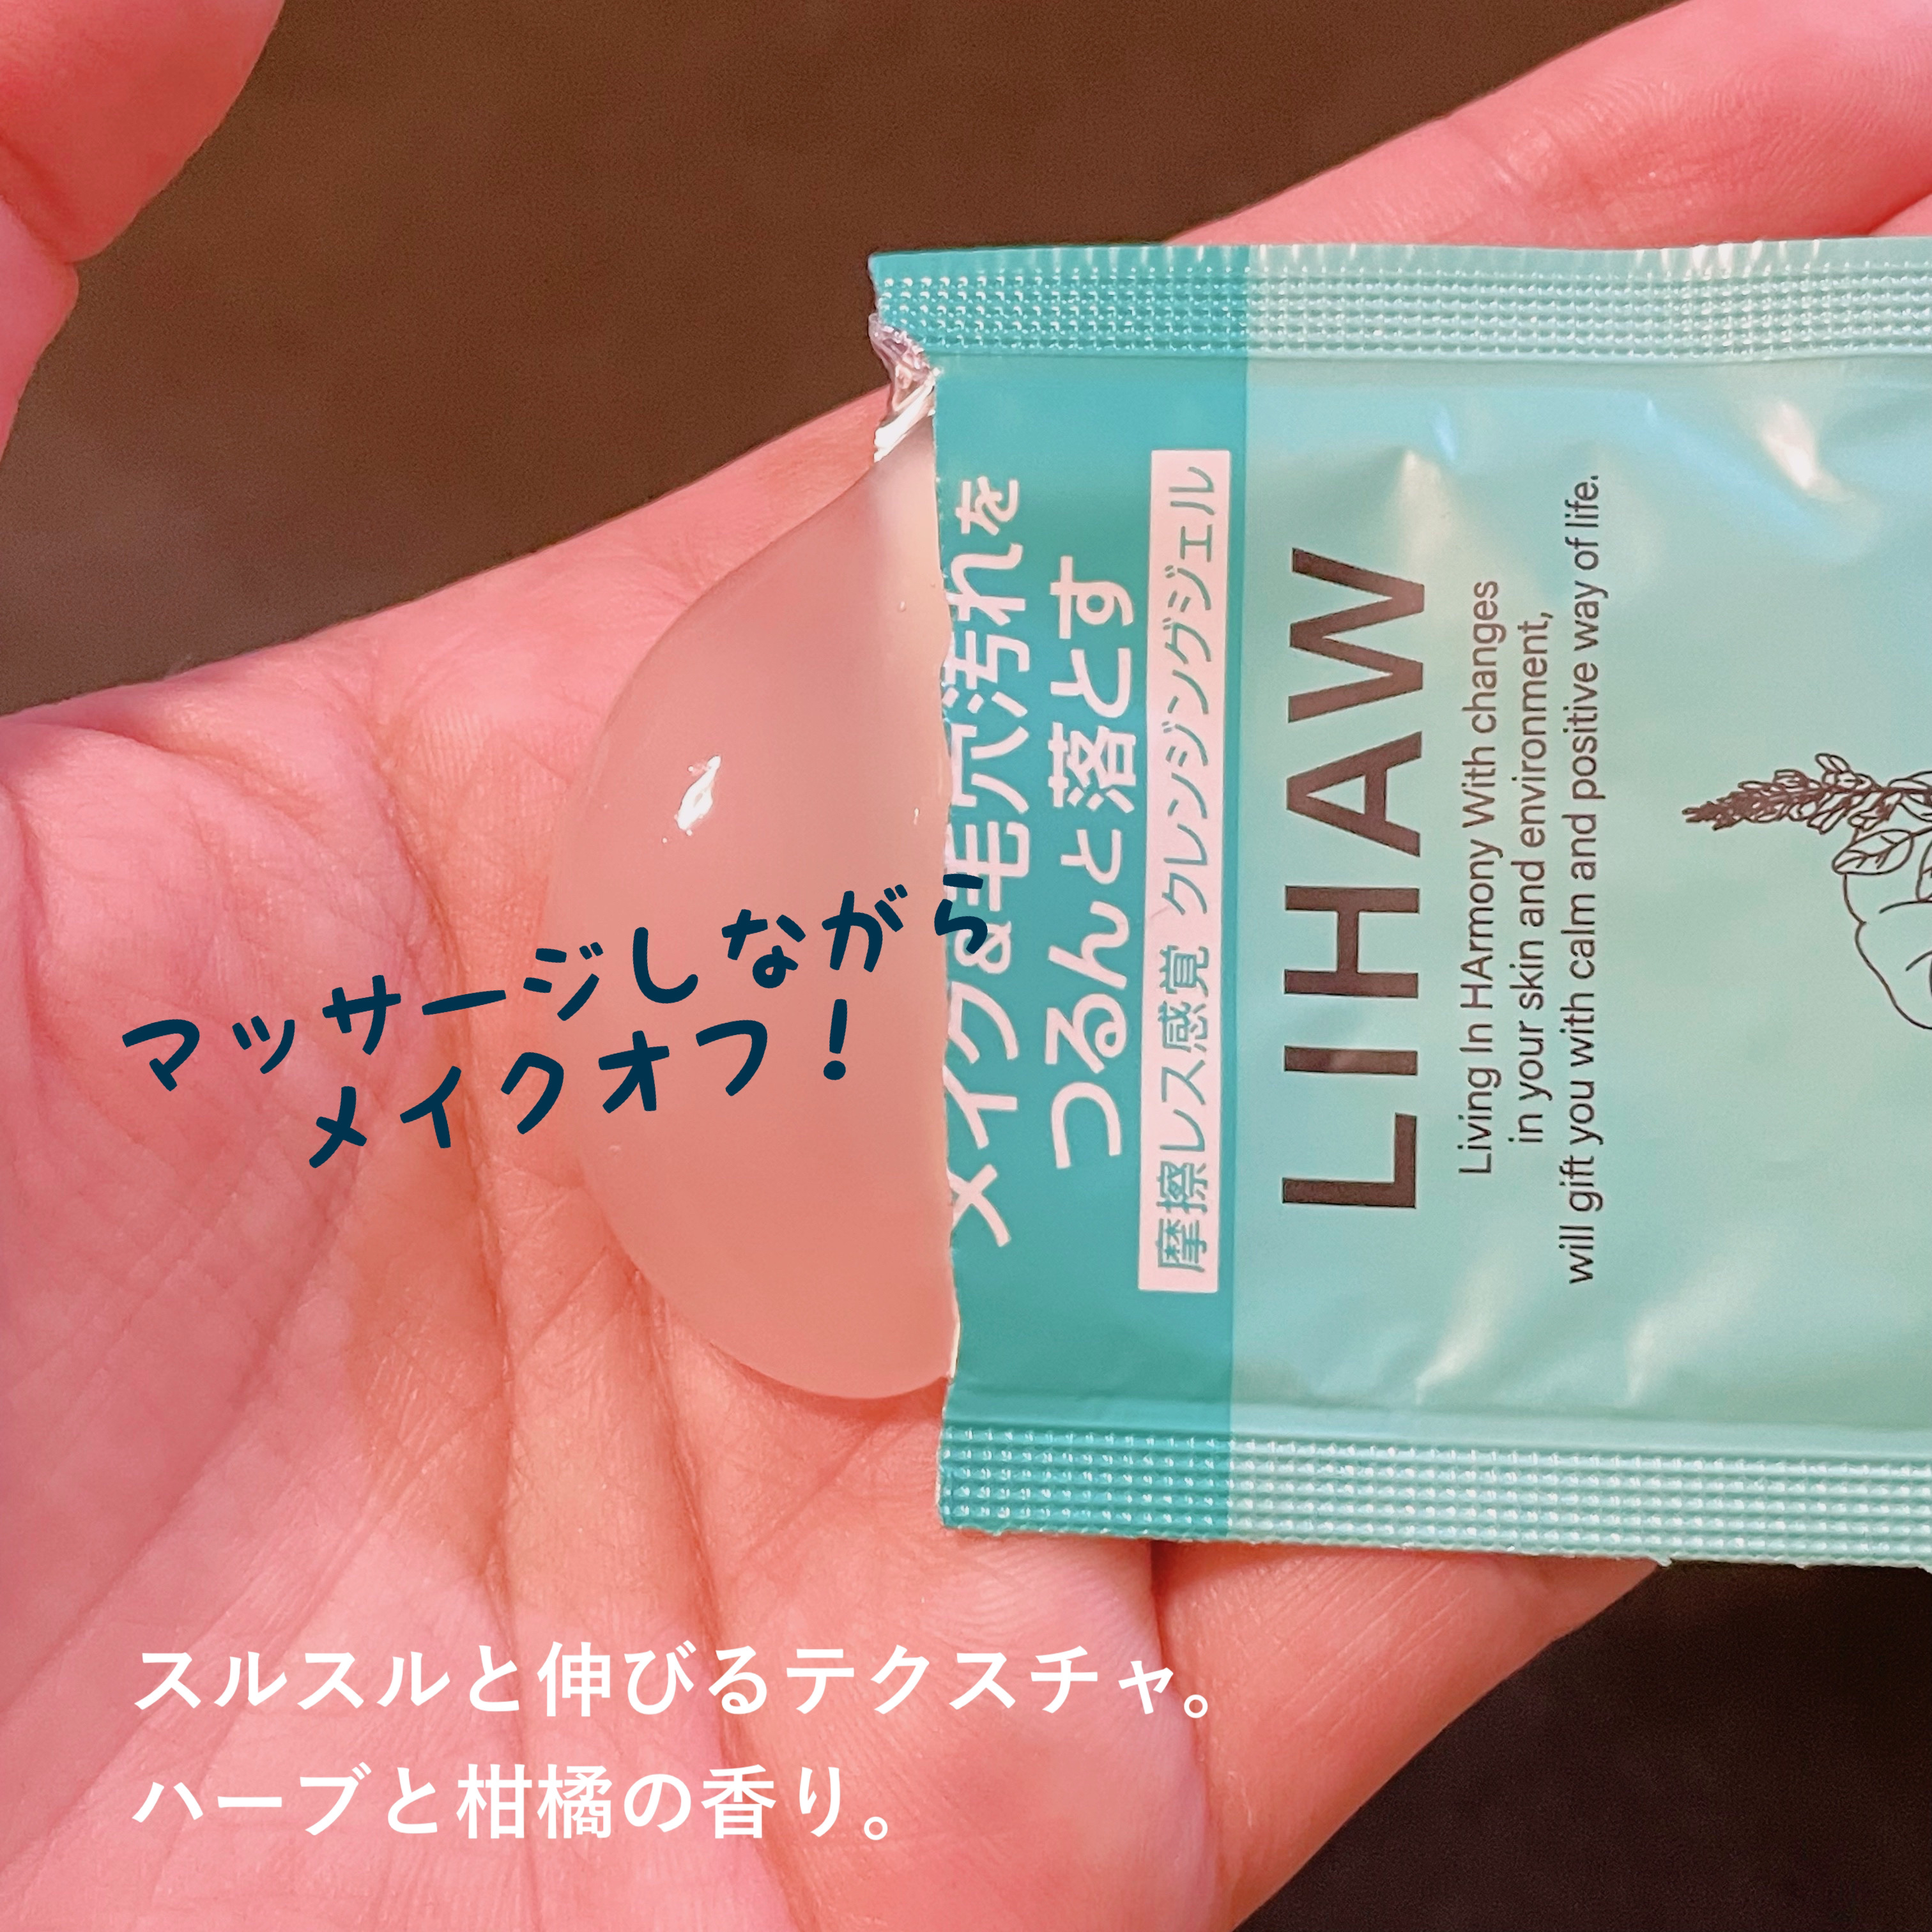 マッサージしながら
メイクオフ！
メイク&毛穴汚れを
つるんと落とす
摩擦レス感覚 クレンジングジェル
LIHAW
Living In HArmony With changes
in your skin and environment,
will gift you with calm and positive way of life.
スルスルと伸びるテクスチャ。
ハーブと柑橘の香り。